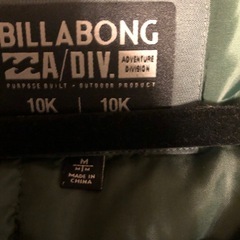 BILLABONG
A/DIV.
ADVENTURE
DIVISION
PURPOSE BUILT • OUTDOOR PRODUCT
10K | 10K
M
M | M
MADE IN
CHINA